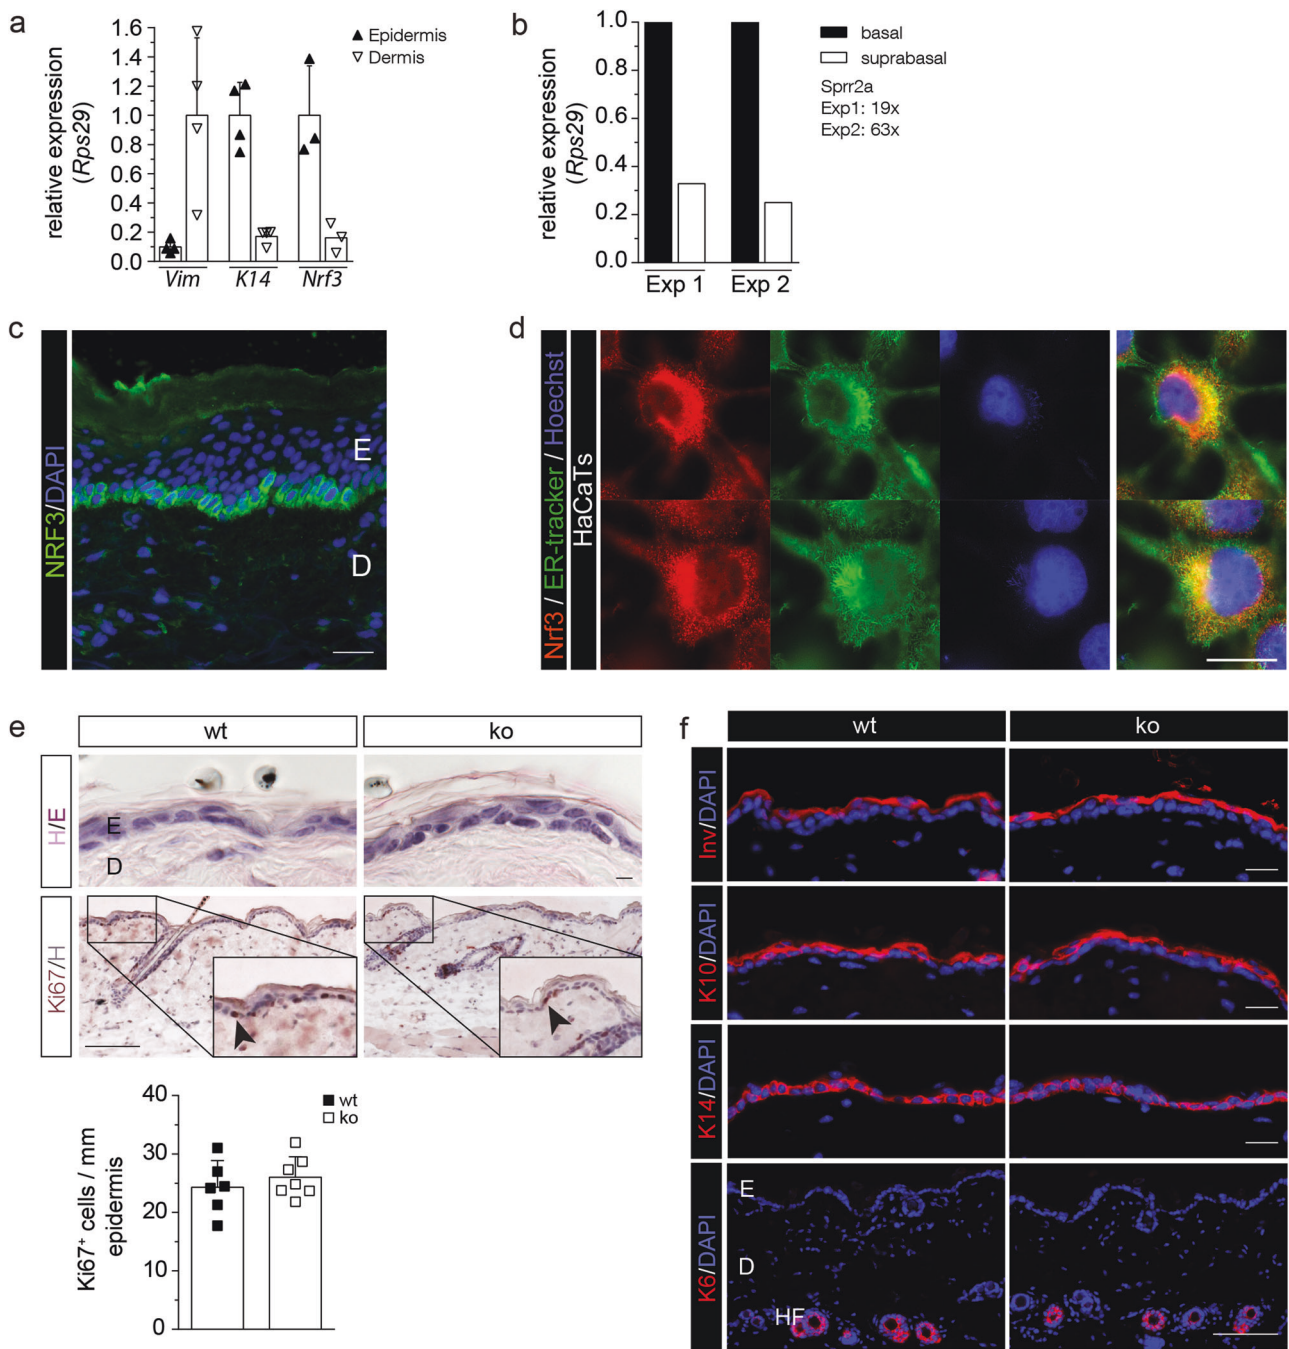 a
1.6
1.4
1.2
1.0
0.8
0.6
0.4
0.2
0.0
relative expression
(Rps29)
Vim
K14
Nrf3
Epidermis
Dermis
b
1.0
0.8
0.6
0.4
0.2
0.0
relative expression
(Rps29)
Exp 1
Exp 2
basal
suprabasal
Sprr2a
Exp1: 19x
Exp2: 63x
c
NRF3/DAPI
E
D
d
Nrf3 / ER-tracker / Hoechst
HaCaTs
e
wt
ko
H/E
E
D
Ki67/H
40
30
20
10
0
Ki67+ cells / mm
epidermis
wt
ko
f
wt
ko
Inv/DAPI
K10/DAPI
K14/DAPI
K6/DAPI
E
D
HF